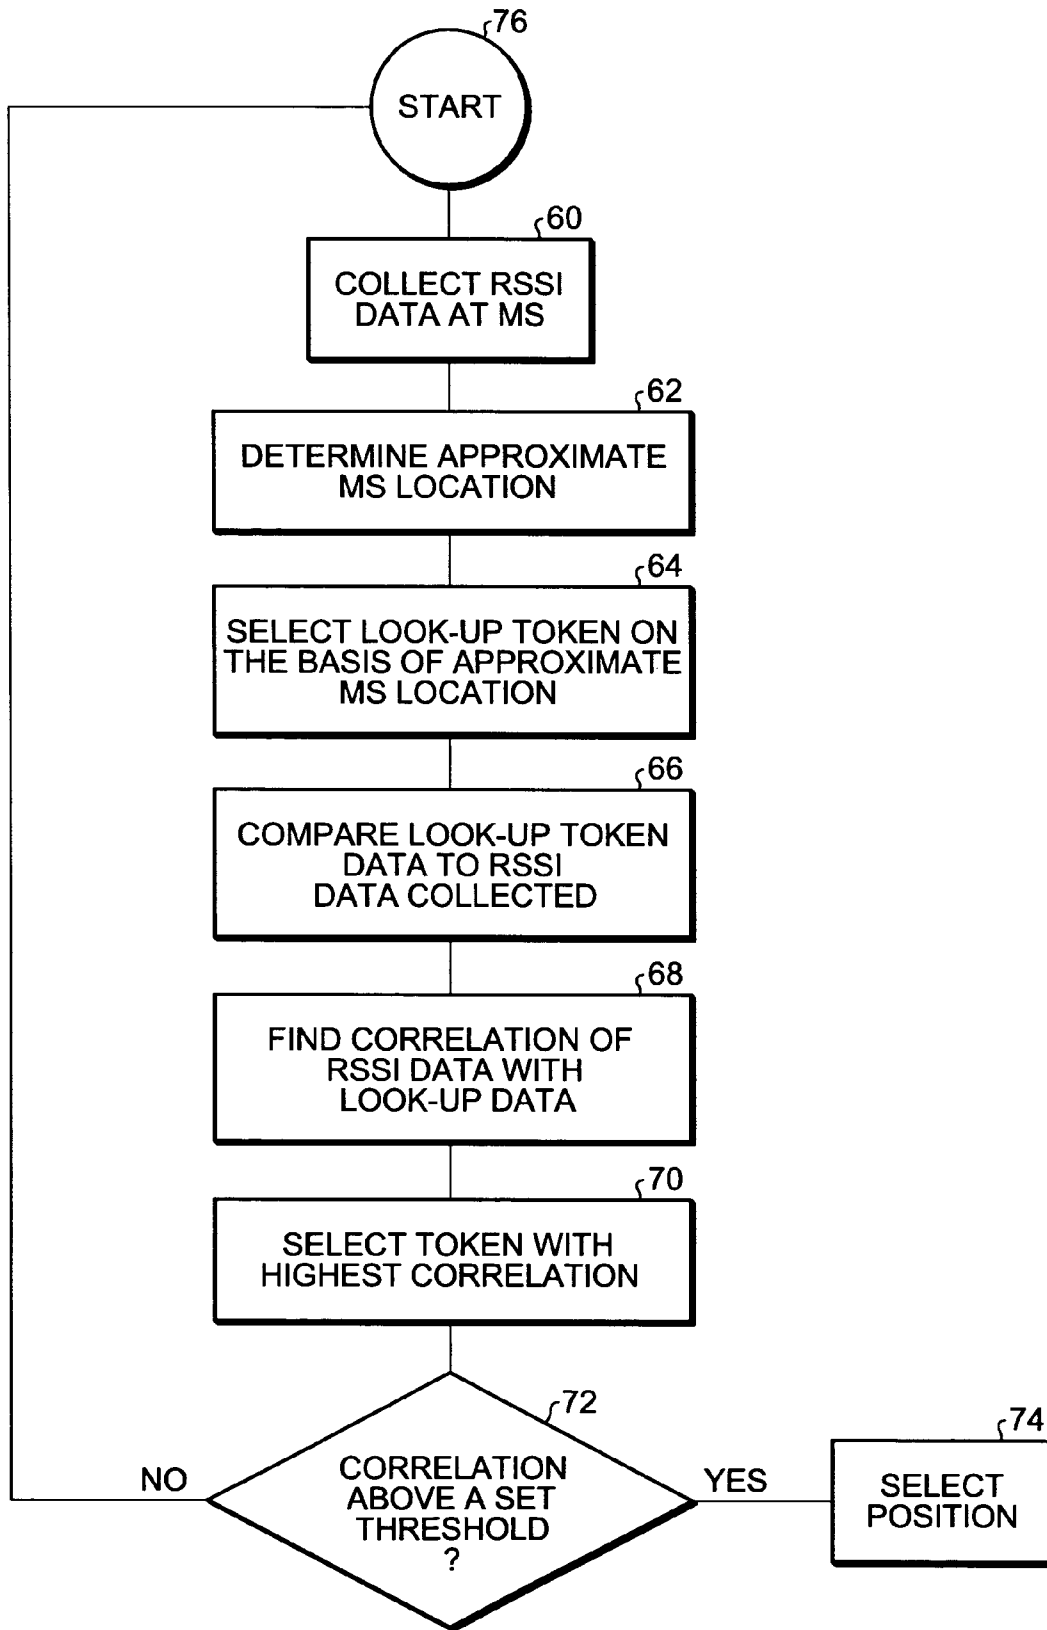 76
START
60
COLLECT RSSI
DATA AT MS
62
DETERMINE APPROXIMATE
MS LOCATION
64
SELECT LOOK-UP TOKEN ON
THE BASIS OF APPROXIMATE
MS LOCATION
66
COMPARE LOOK-UP TOKEN
DATA TO RSSI
DATA COLLECTED
68
FIND CORRELATION OF
RSSI DATA WITH
LOOK-UP DATA
70
SELECT TOKEN WITH
HIGHEST CORRELATION
72
CORRELATION
ABOVE A SET
THRESHOLD
?
NO
YES
74
SELECT
POSITION